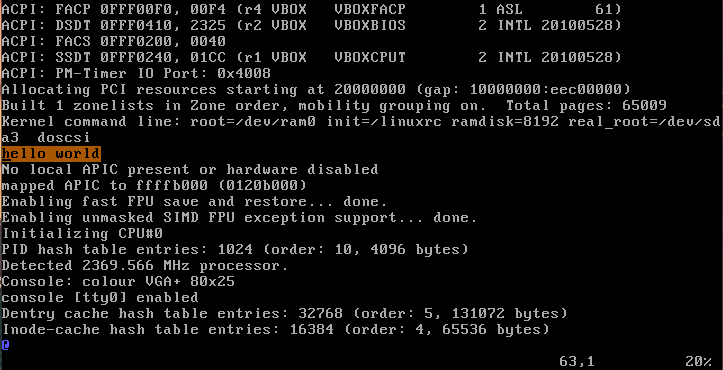 ACPI: FACP 0FFF00F0, 00F4 (r4 VBOX   VBOXFACP        1 ASL        61)
ACPI: DSDT 0FFF0410, 2325 (r2 VBOX   VBOXBIOS        2 INTL 20100528)
ACPI: FACS 0FFF0200, 0040
ACPI: SSDT 0FFF0240, 01CC (r1 VBOX   VBOXCPUT        2 INTL 20100528)
ACPI: PM-Timer IO Port: 0x4008
Allocating PCI resources starting at 20000000 (gap: 10000000:eec00000)
Built 1 zonelists in Zone order, mobility grouping on.  Total pages: 65009
Kernel command line: root=/dev/ram0 init=/linuxrc ramdisk=8192 real_root=/dev/sd
a3  doscsi
hello world
No local APIC present or hardware disabled
mapped APIC to ffffb000 (0120b000)
Enabling fast FPU save and restore... done.
Enabling unmasked SIMD FPU exception support... done.
Initializing CPU#0
PID hash table entries: 1024 (order: 10, 4096 bytes)
Detected 2369.566 MHz processor.
Console: colour VGA+ 80x25
console [tty0] enabled
Dentry cache hash table entries: 32768 (order: 5, 131072 bytes)
Inode-cache hash table entries: 16384 (order: 4, 65536 bytes)
@
63,1          20%